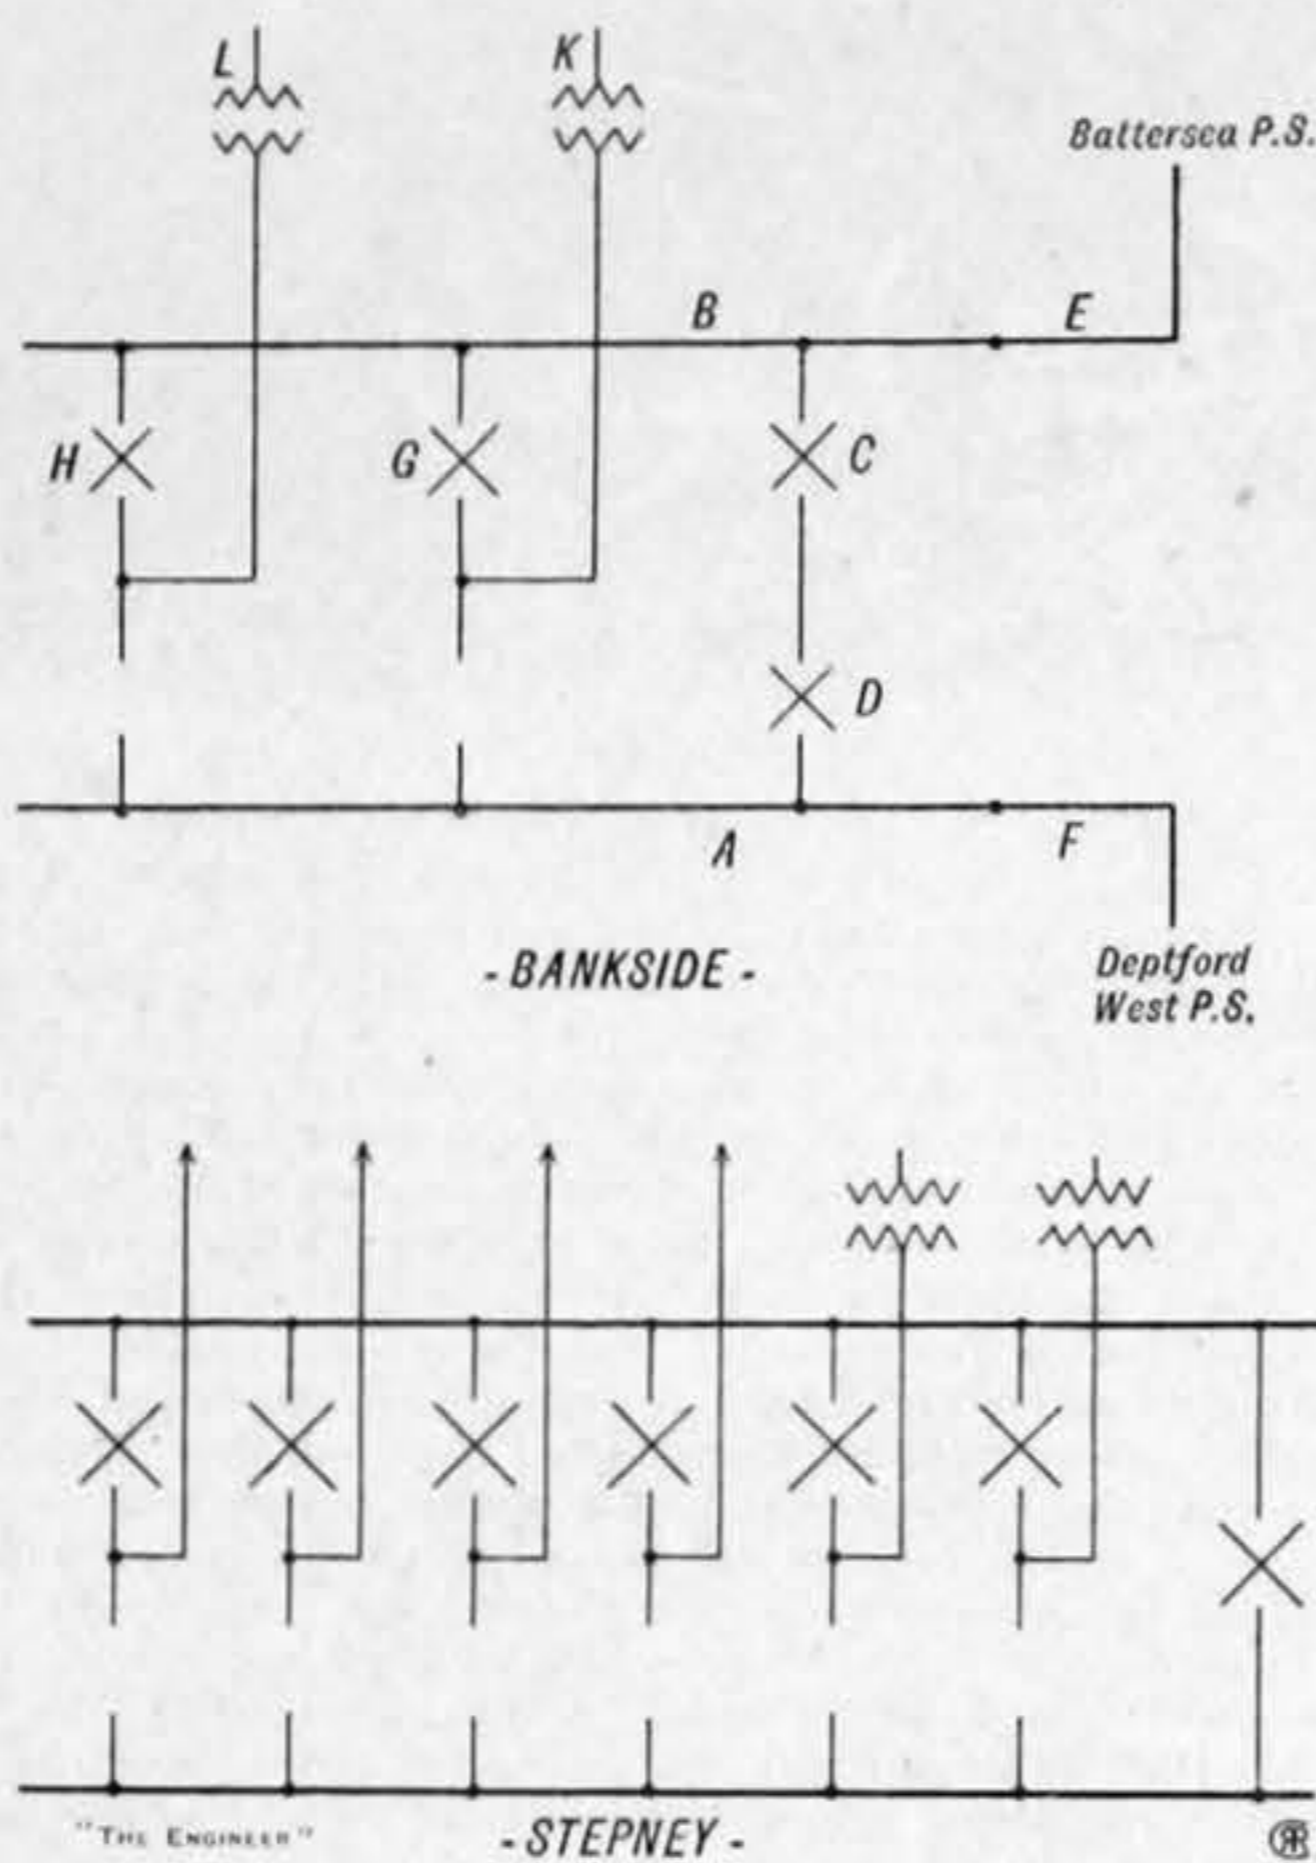 L
K
Battersea P.S.
B
E
H
G
C
D
A
F
- BANKSIDE -
Deptford
West P.S.
"THE ENGINEER"
- STEPNEY -